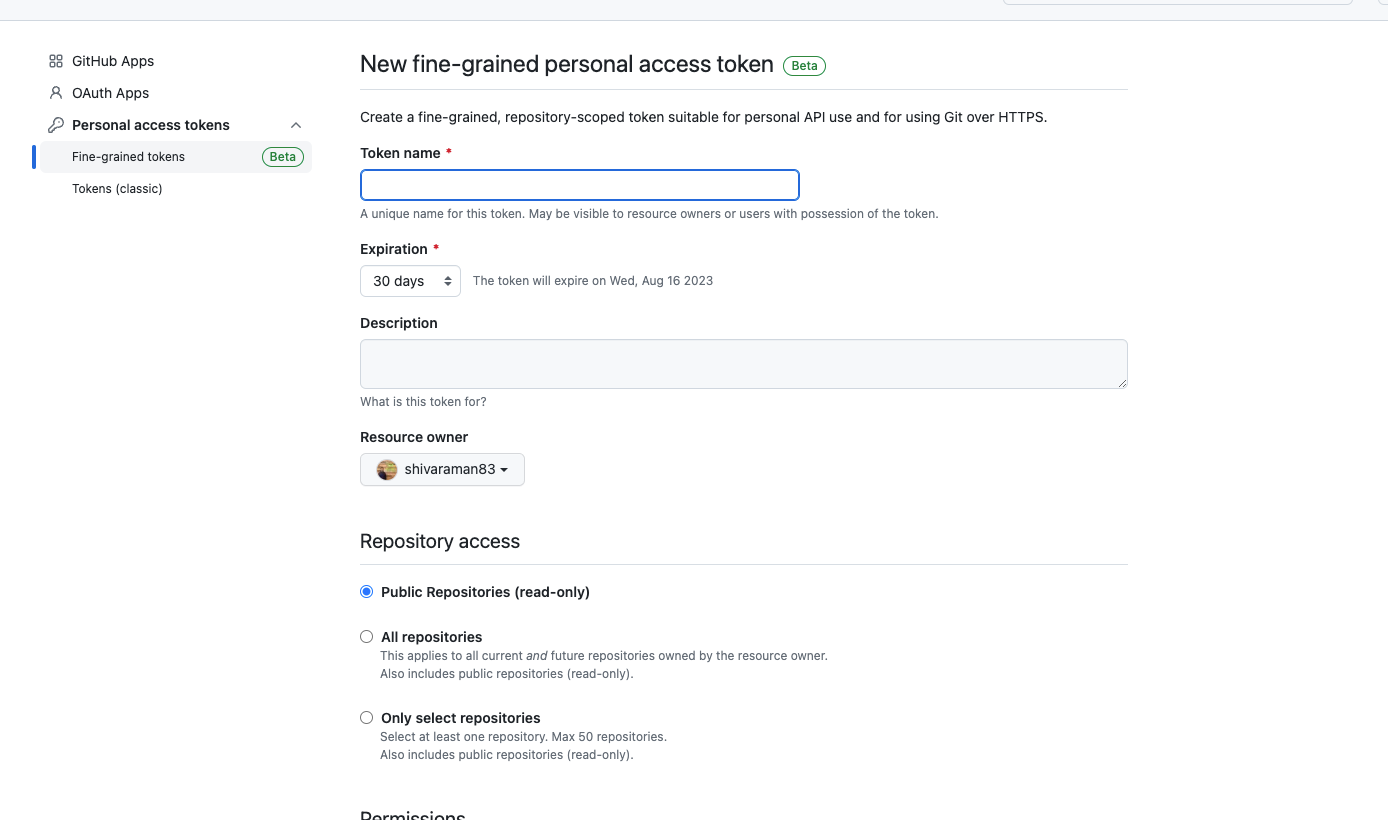 GitHub Apps
OAuth Apps
Personal access tokens
Fine-grained tokens Beta
Tokens (classic)
New fine-grained personal access token Beta
Create a fine-grained, repository-scoped token suitable for personal API use and for using Git over HTTPS.
Token name *
A unique name for this token. May be visible to resource owners or users with possession of the token.
Expiration *
30 days The token will expire on Wed, Aug 16 2023
Description
What is this token for?
Resource owner
shivaraman83
Repository access
Public Repositories (read-only)
All repositories
This applies to all current and future repositories owned by the resource owner.
Also includes public repositories (read-only).
Only select repositories
Select at least one repository. Max 50 repositories.
Also includes public repositories (read-only).
Permissions